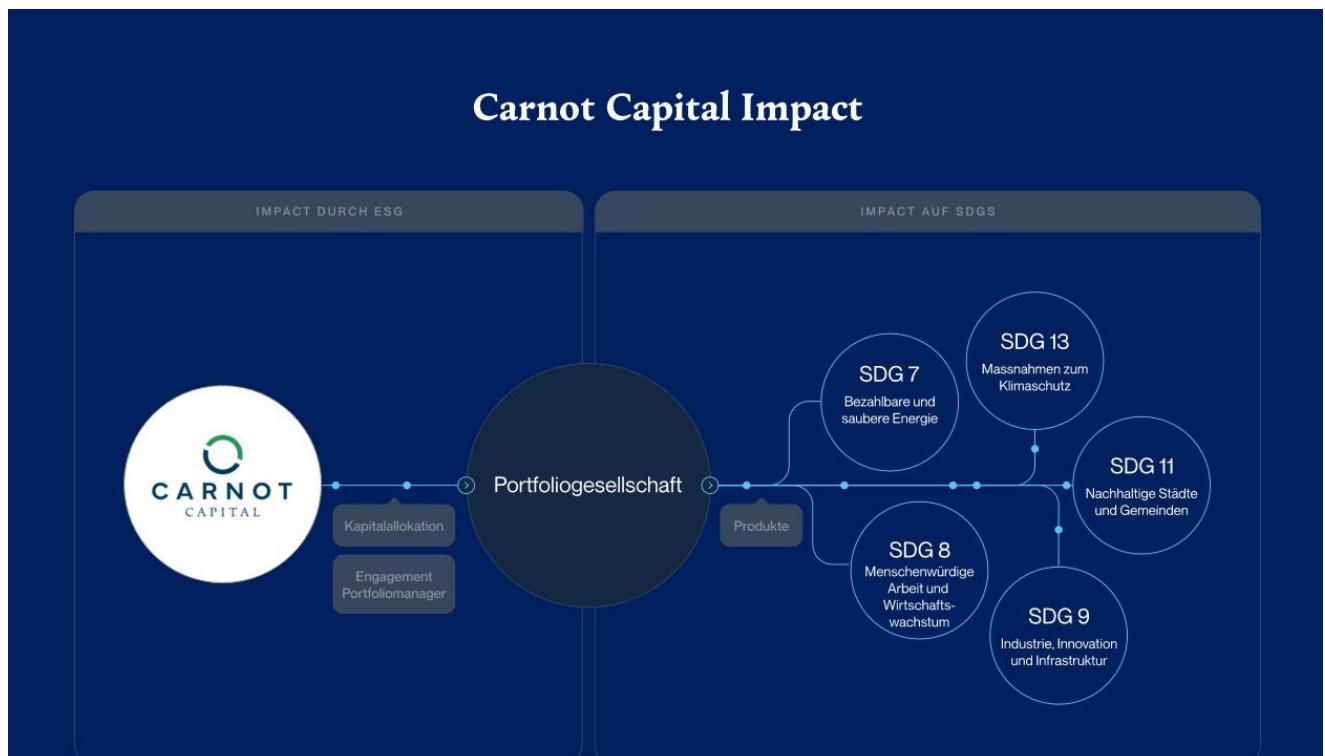 Carnot Capital Impact
IMPACT DURCH ESG
IMPACT AUF SDGS
CARNOT
CAPITAL
Kapitalallokation
Engagement
Portfoliomanager
Portfoliogesellschaft
Produkte
SDG 7
Bezahlbare und
saubere Energie
SDG 13
Massnahmen zum
Klimaschutz
SDG 11
Nachhaltige Städte
und Gemeinden
SDG 8
Menschenwürdige
Arbeit und
Wirtschafts-
wachstum
SDG 9
Industrie, Innovation
und Infrastruktur